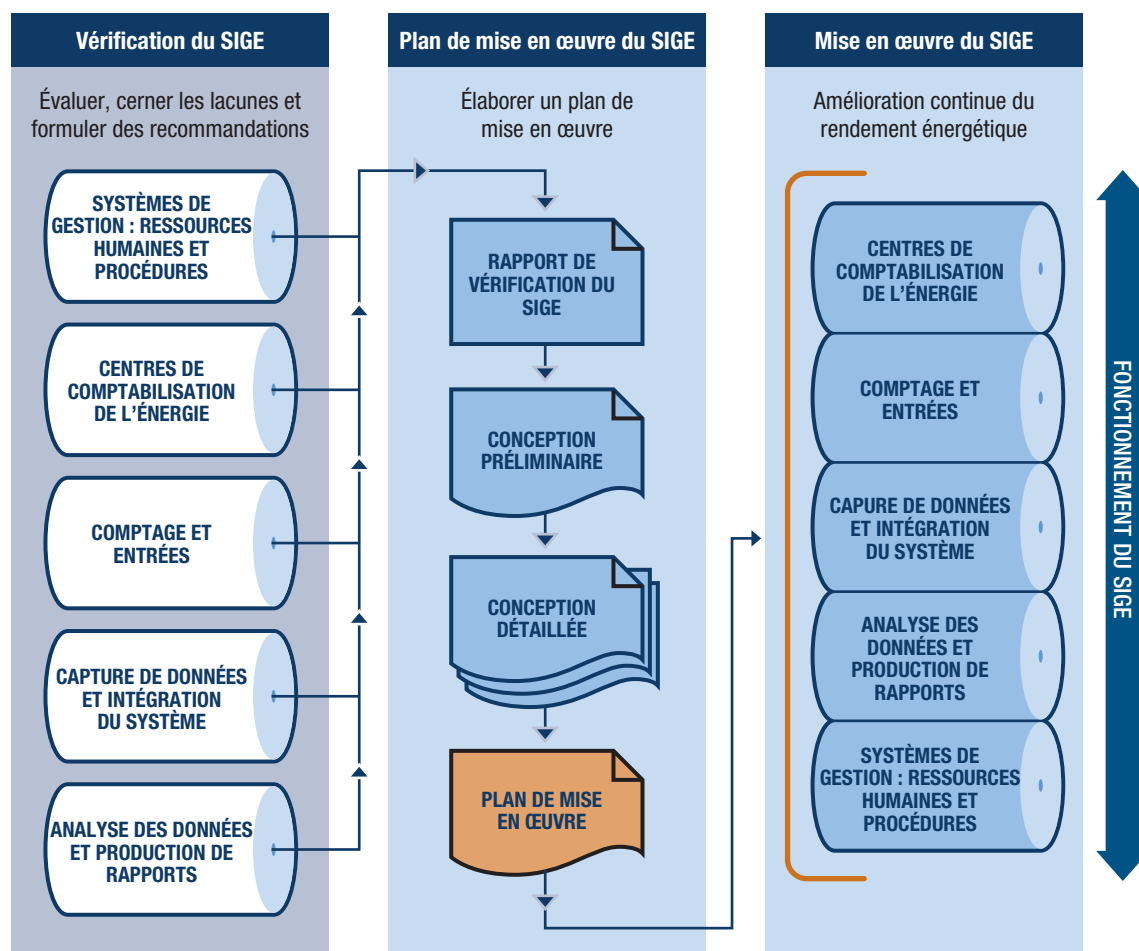 Vérification du SIGE
Évaluer, cerner les lacunes et
formuler des recommandations
SYSTÈMES DE
GESTION : RESSOURCES
HUMAINES ET
PROCÉDURES
CENTRES DE
COMPTABILISATION
DE L’ÉNERGIE
COMPTAGE ET
ENTRÉES
CAPTURE DE DONNÉES
ET INTÉGRATION
DU SYSTÈME
ANALYSE DES DONNÉES
ET PRODUCTION DE
RAPPORTS
Plan de mise en œuvre du SIGE
Élaborer un plan de
mise en œuvre
RAPPORT DE
VÉRIFICATION DU
SIGE
CONCEPTION
PRÉLIMINAIRE
CONCEPTION
DÉTAILLÉE
PLAN DE MISE
EN ŒUVRE
Mise en œuvre du SIGE
Amélioration continue du
rendement énergétique
CENTRES DE
COMPTABILISATION
DE L’ÉNERGIE
COMPTAGE ET
ENTRÉES
CAPURE DE DONNÉES
ET INTÉGRATION
DU SYSTÈME
ANALYSE DES
DONNÉES ET
PRODUCTION DE
RAPPORTS
SYSTÈMES DE
GESTION : RESSOURCES
HUMAINES ET
PROCÉDURES
FONCTIONNEMENT DU SIGE